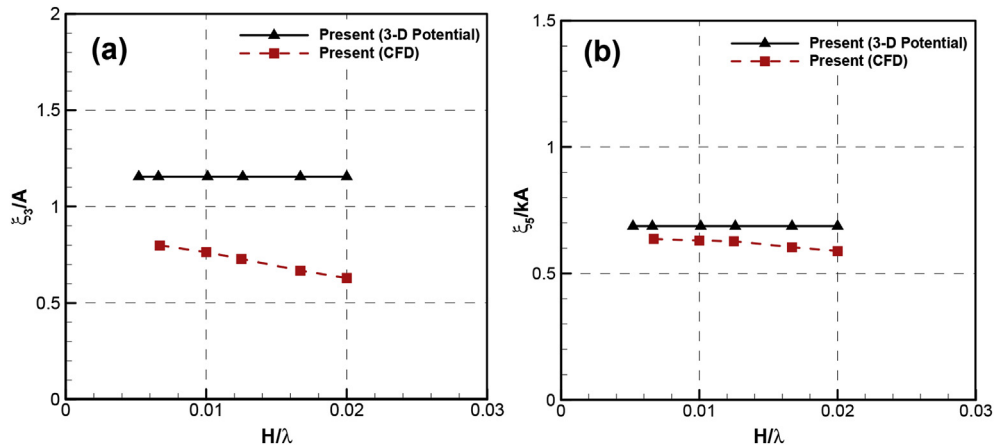 (a)
Present (3-D Potential)
Present (CFD)
ξ3/A
2
1.5
1
0.5
0
0
0.01
0.02
0.03
H/λ
(b)
Present (3-D Potential)
Present (CFD)
ξ5/kA
1.5
1
0.5
0
0
0.01
0.02
0.03
H/λ